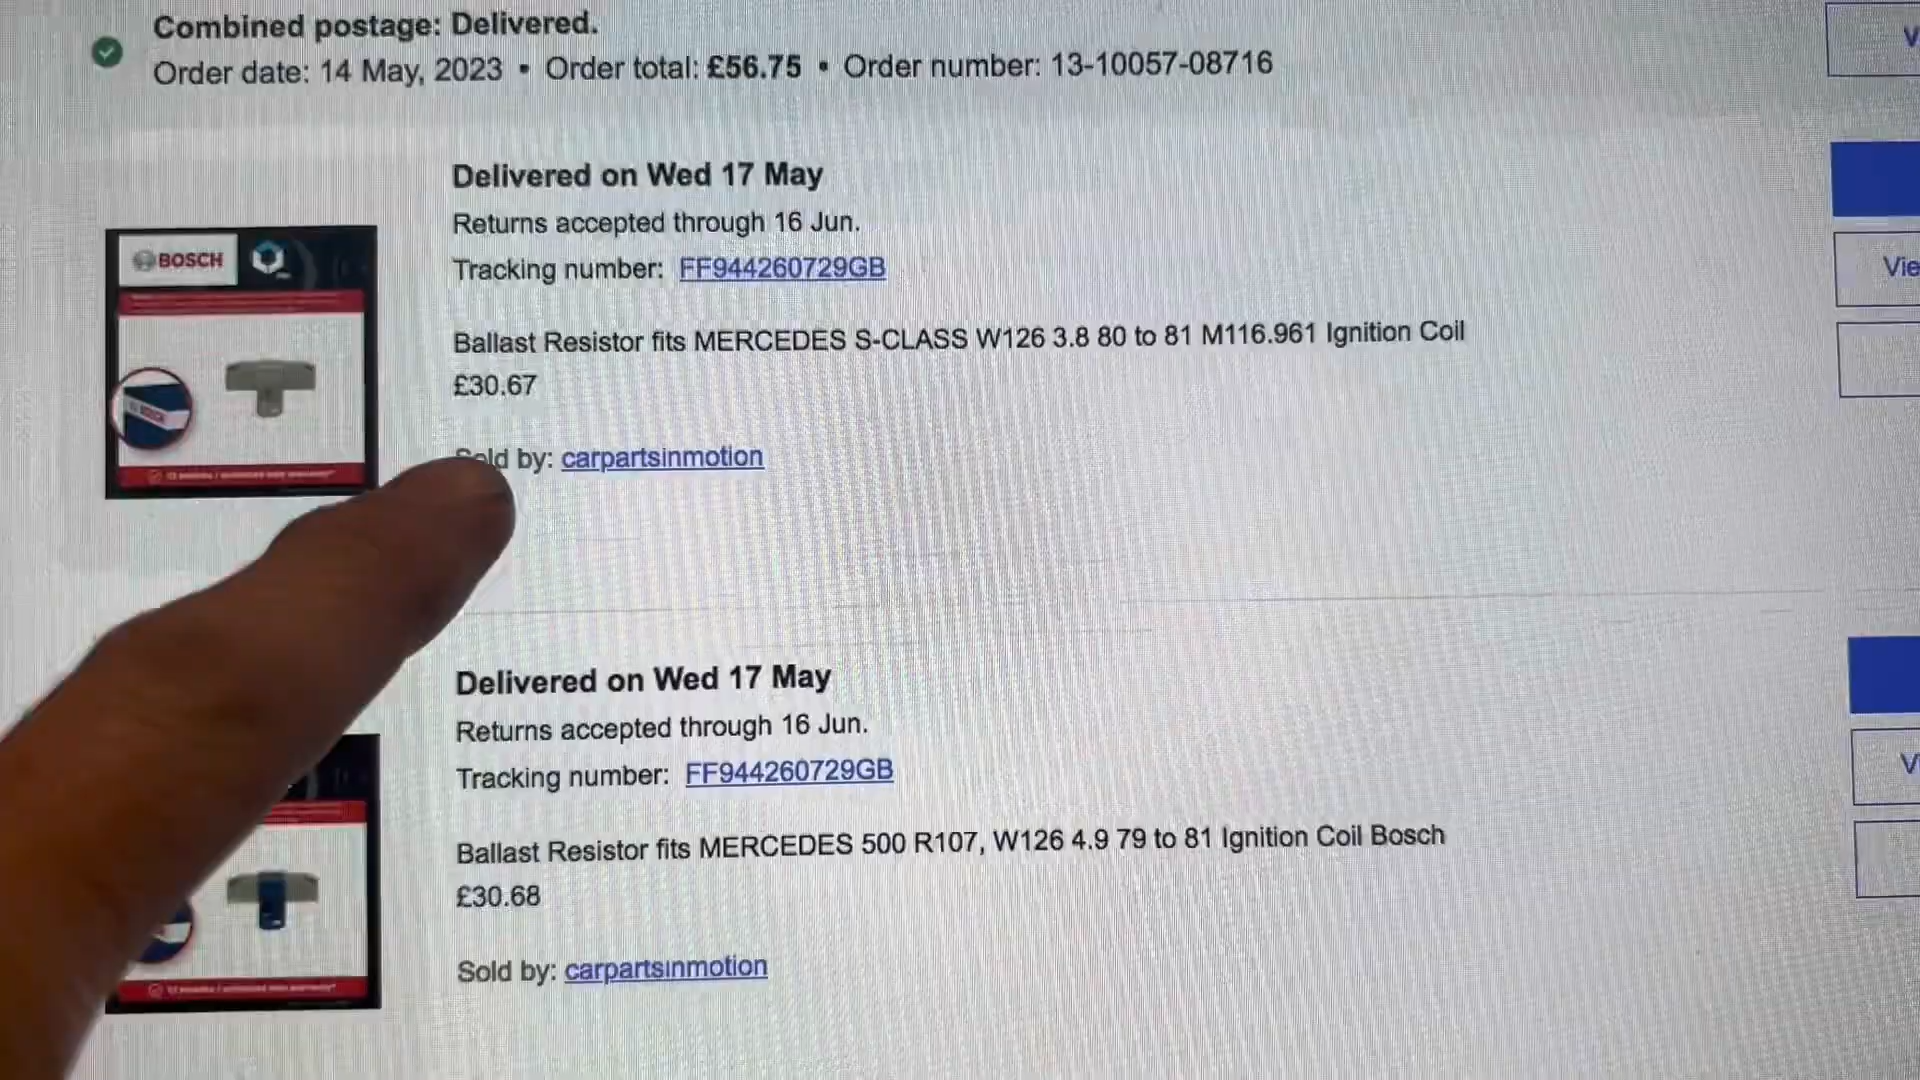 Combined postage: Delivered.
Order date: 14 May, 2023 • Order total: £56.75 • Order number: 13-10057-08716
Delivered on Wed 17 May
Returns accepted through 16 Jun.
Tracking number: FF944260729GB
BOSCH
Ballast Resistor fits MERCEDES S-CLASS W126 3.8 80 to 81 M116.961 Ignition Coil
£30.67
Sold by: carpartsinmotion
Vie
Delivered on Wed 17 May
Returns accepted through 16 Jun.
Tracking number: FF944260729GB
Ballast Resistor fits MERCEDES 500 R107, W126 4.9 79 to 81 Ignition Coil Bosch
£30.68
Sold by: carpartsinmotion